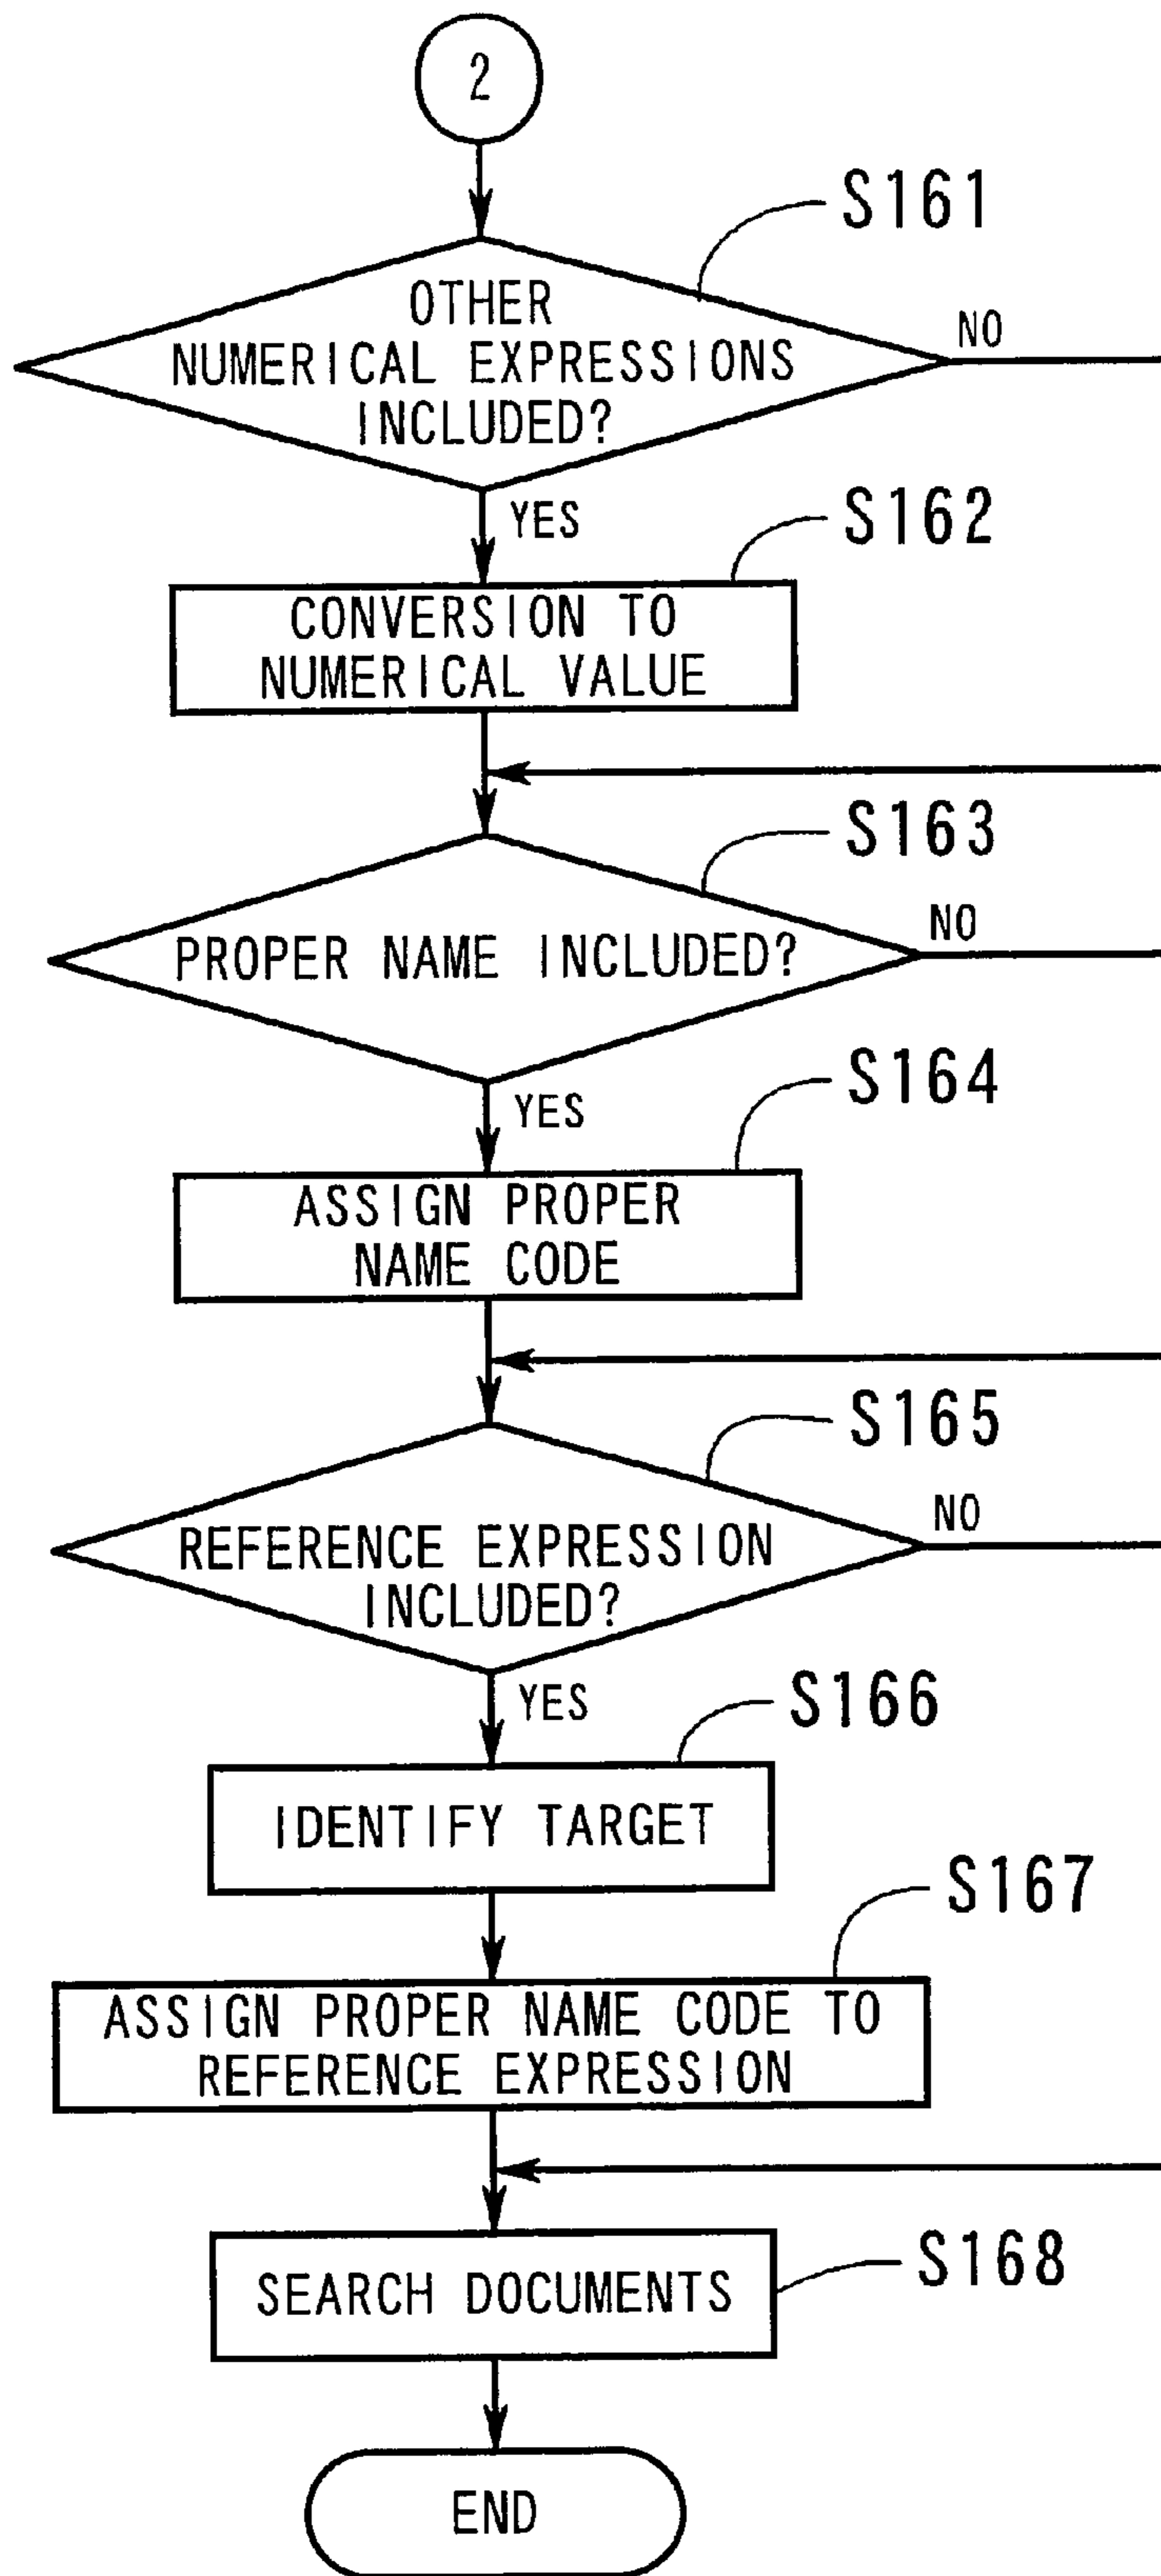 2
S161
OTHER
NUMERICAL EXPRESSIONS
INCLUDED?
NO
YES
S162
CONVERSION TO
NUMERICAL VALUE
S163
PROPER NAME INCLUDED?
NO
YES
S164
ASSIGN PROPER
NAME CODE
S165
REFERENCE EXPRESSION
INCLUDED?
NO
YES
S166
IDENTIFY TARGET
S167
ASSIGN PROPER NAME CODE TO
REFERENCE EXPRESSION
S168
SEARCH DOCUMENTS
END